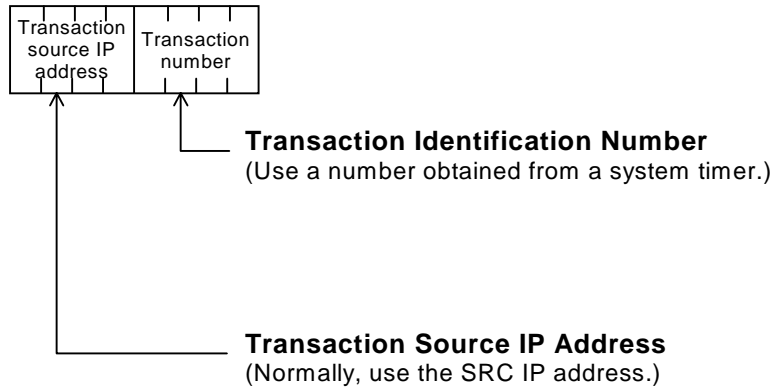 Transaction
source IP
address
Transaction
number
Transaction Identification Number
(Use a number obtained from a system timer.)
Transaction Source IP Address
(Normally, use the SRC IP address.)